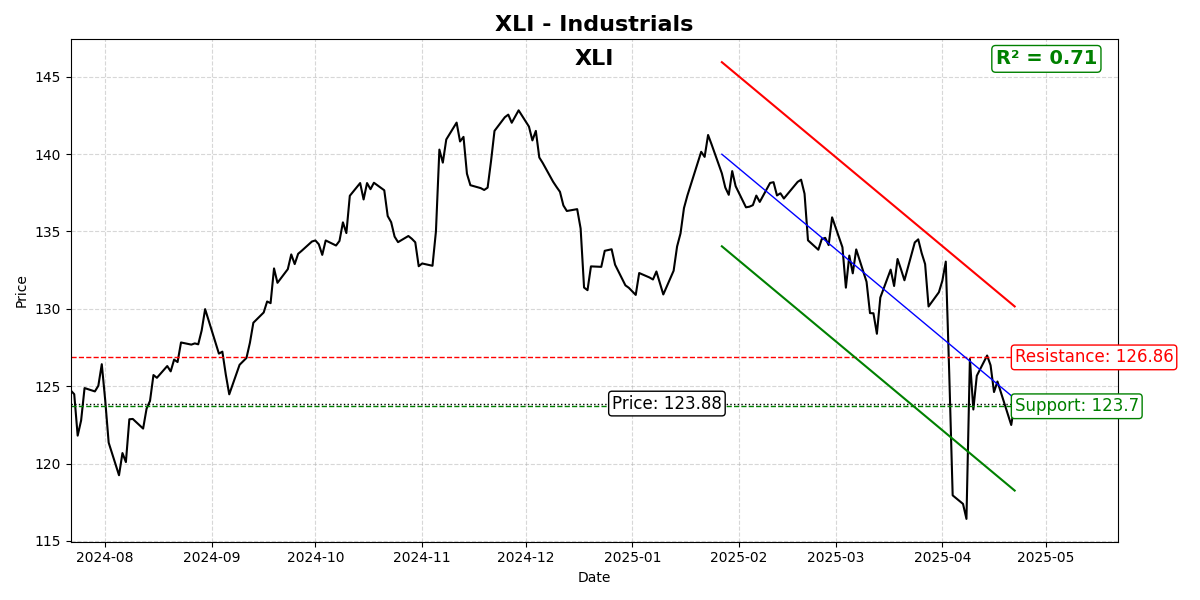 XLI - Industrials
XLI
R² = 0.71
145
140
135
130
125
120
115
Price
Resistance: 126.86
Price: 123.88
Support: 123.7
2024-08
2024-09
2024-10
2024-11
2024-12
2025-01
2025-02
2025-03
2025-04
2025-05
Date